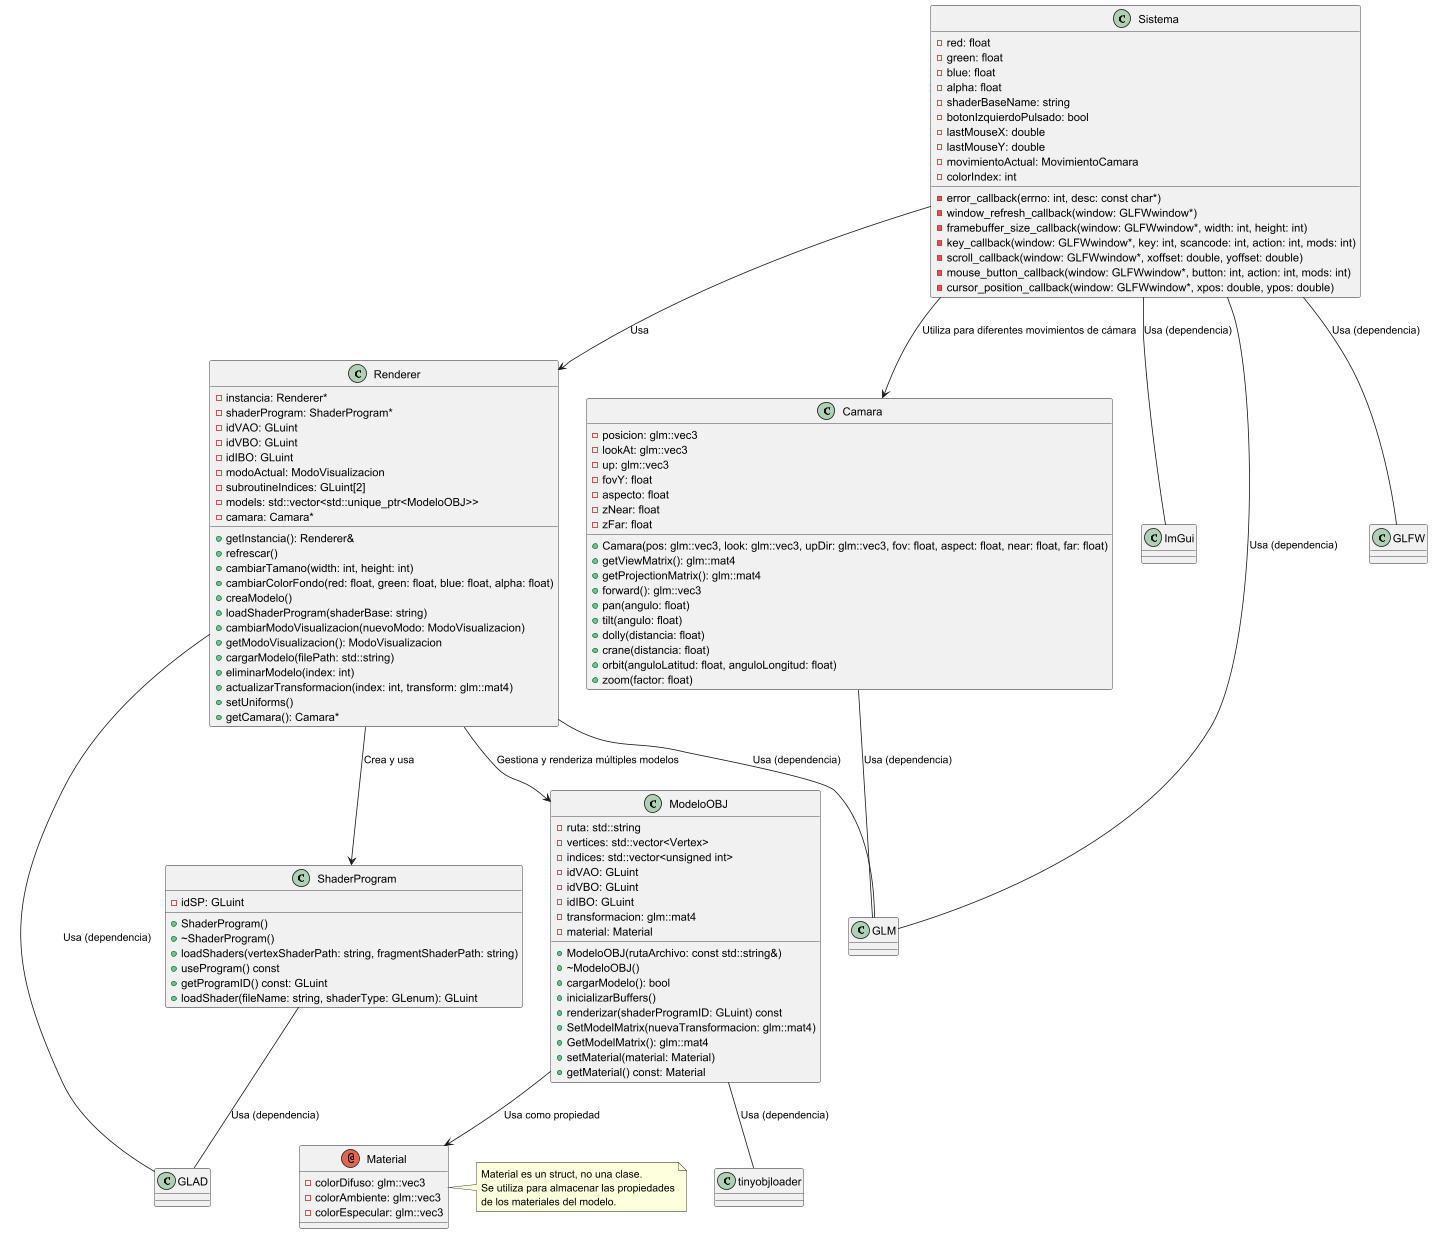 C Sistema
red: float
green: float
blue: float
alpha: float
shaderBaseName: string
botonIzquierdoPulsado: bool
lastMouseX: double
lastMouseY: double
movimientoActual: MovimientoCamara
colorIndex: int
error_callback(errno: int, desc: const char*)
window_refresh_callback(window: GLFWwindow*)
framebuffer_size_callback(window: GLFWwindow*, width: int, height: int)
key_callback(window: GLFWwindow*, key: int, scancode: int, action: int, mods: int)
scroll_callback(window: GLFWwindow*, xoffset: double, yoffset: double)
mouse_button_callback(window: GLFWwindow*, button: int, action: int, mods: int)
cursor_position_callback(window: GLFWwindow*, xpos: double, ypos: double)
Usa
Utiliza para diferentes movimientos de cámara
Usa (dependencia)
Usa (dependencia)
C Renderer
instancia: Renderer*
shaderProgram: ShaderProgram*
idVAO: GLuint
idVBO: GLuint
idIBO: GLuint
modoActual: ModoVisualizacion
subroutineIndices: GLuint[2]
models: std::vector<std::unique_ptr<ModeloOBJ>>
camara: Camara*
getInstancia(): Renderer&
refrescar()
cambiarTamano(width: int, height: int)
cambiarColorFondo(red: float, green: float, blue: float, alpha: float)
creaModelo()
loadShaderProgram(shaderBase: string)
cambiarModoVisualizacion(nuevoModo: ModoVisualizacion)
getModoVisualizacion(): ModoVisualizacion
cargarModelo(filePath: std::string)
eliminarModelo(index: int)
actualizarTransformacion(index: int, transform: glm::mat4)
setUniforms()
getCamara(): Camara*
C Camara
posicion: glm::vec3
lookAt: glm::vec3
up: glm::vec3
fovY: float
aspecto: float
zNear: float
zFar: float
Camara(pos: glm::vec3, look: glm::vec3, upDir: glm::vec3, fov: float, aspect: float, near: float, far: float)
getViewMatrix(): glm::mat4
getProjectionMatrix(): glm::mat4
forward(): glm::vec3
pan(angulo: float)
tilt(angulo: float)
dolly(distancia: float)
crane(distancia: float)
orbit(anguloLatitud: float, anguloLongitud: float)
zoom(factor: float)
C ImGui
Usa (dependencia)
C GLFW
Crea y usa
Gestiona y renderiza múltiples modelos
Usa (dependencia)
Usa (dependencia)
C ModeloOBJ
ruta: std::string
vertices: std::vector<Vertex>
indices: std::vector<unsigned int>
idVAO: GLuint
idVBO: GLuint
idIBO: GLuint
transformacion: glm::mat4
material: Material
ModeloOBJ(rutaArchivo: const std::string&)
~ModeloOBJ()
cargarModelo(): bool
inicializarBuffers()
renderizar(shaderProgramID: GLuint) const
SetModelMatrix(nuevaTransformacion: glm::mat4)
GetModelMatrix(): glm::mat4
setMaterial(material: Material)
getMaterial() const: Material
C ShaderProgram
idSP: GLuint
ShaderProgram()
~ShaderProgram()
loadShaders(vertexShaderPath: string, fragmentShaderPath: string)
useProgram() const
getProgramID() const: GLuint
loadShader(fileName: string, shaderType: GLenum): GLuint
C GLM
Usa (dependencia)
Usa (dependencia)
Usa como propiedad
Usa (dependencia)
C GLAD
@ Material
colorDifuso: glm::vec3
colorAmbiente: glm::vec3
colorEspecular: glm::vec3
Material es un struct, no una clase.
Se utiliza para almacenar las propiedades
de los materiales del modelo.
C tinyobjloader